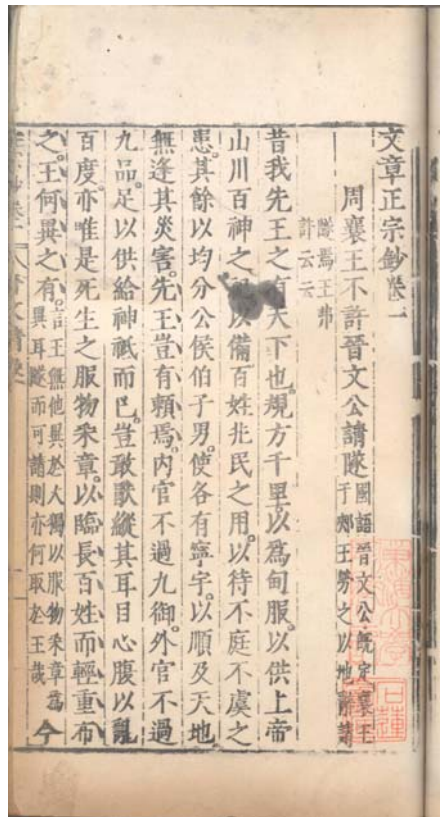 文章正宗鈔卷一
周襄王不許晉文公請隧
國語晉文公既定襄王
于郟王勞之以地辭請
隧焉王弗
許云云
昔我先王之有天下也規方千里以爲甸服以供上帝
山川百神之以備百姓兆民之用以待不庭不虞之
患其餘以均分公侯伯子男使各有寧宇以順及天地
無逢其災害先王豈有賴焉內官不過九御外官不過
九品足以供給神祇而已豈敢縱其耳目心腹以亂
百度亦唯是死生之服物采章以臨長百姓而輕重布
之王何異之有
言王無他異於人獨以服物采章爲
異耳隧而可請則亦何取於王哉
今